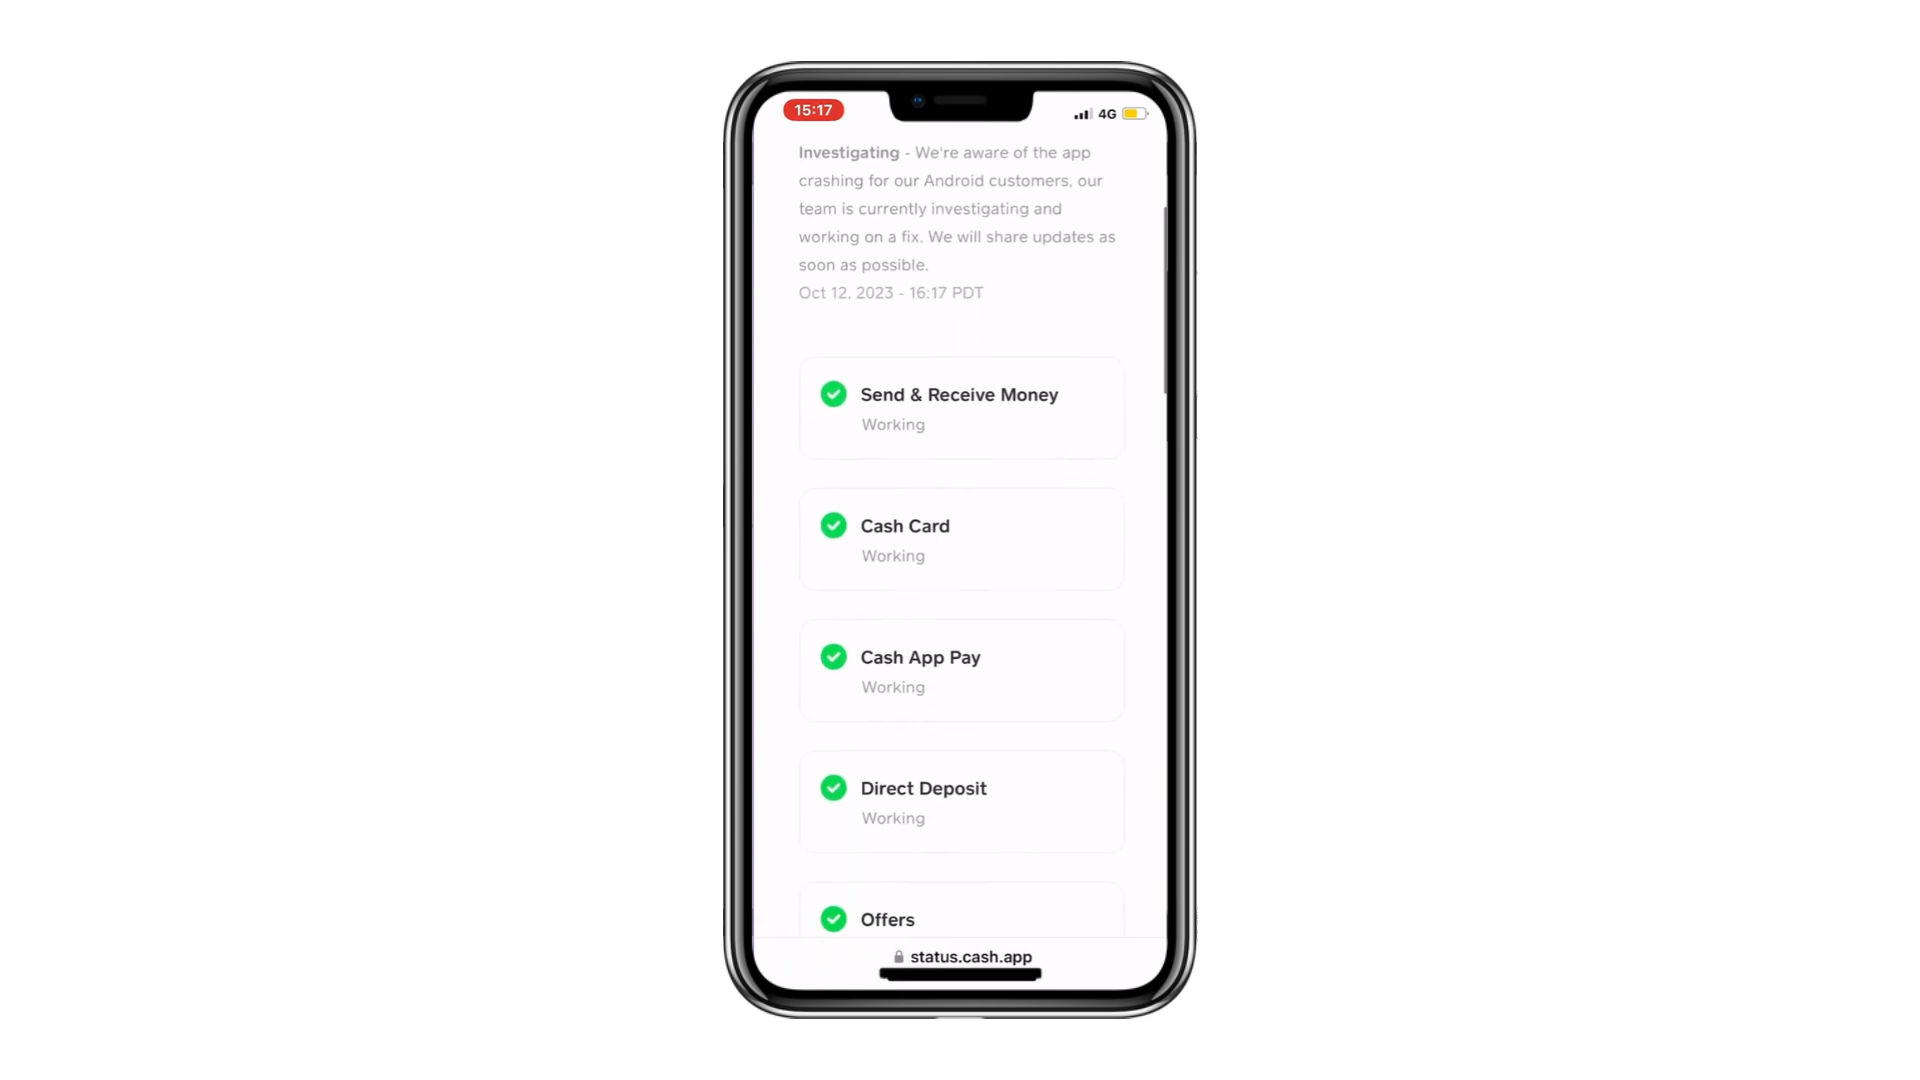 15:17
4G
Investigating - We're aware of the app
crashing for our Android customers, our
team is currently investigating and
working on a fix. We will share updates as
soon as possible.
Oct 12, 2023 - 16:17 PDT
Send & Receive Money
Working
Cash Card
Working
Cash App Pay
Working
Direct Deposit
Working
Offers
status.cash.app